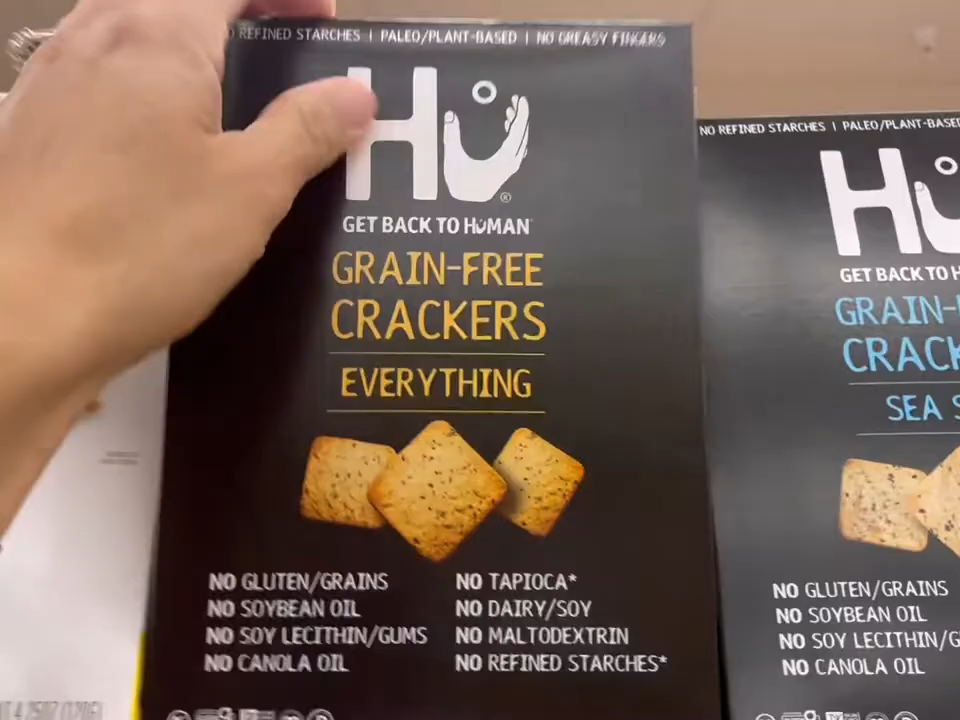 REFINED STARCHES | PALEO/PLANT-BASED | NO GREASY FINGERS
Hu®
GET BACK TO HUMAN
GRAIN-FREE
CRACKERS
EVERYTHING
NO GLUTEN/GRAINS
NO SOYBEAN OIL
NO SOY LECITHIN/GUMS
NO CANOLA OIL
NO TAPIOCA*
NO DAIRY/SOY
NO MALTODEXTRIN
NO REFINED STARCHES*
NO REFINED STARCHES | PALEO/PLANT-BASED
Hu
GET BACK TO
GRAIN-
CRACK
SEA
NO GLUTEN/GRAINS
NO SOYBEAN OIL
NO SOY LECITHIN/
NO CANOLA OIL